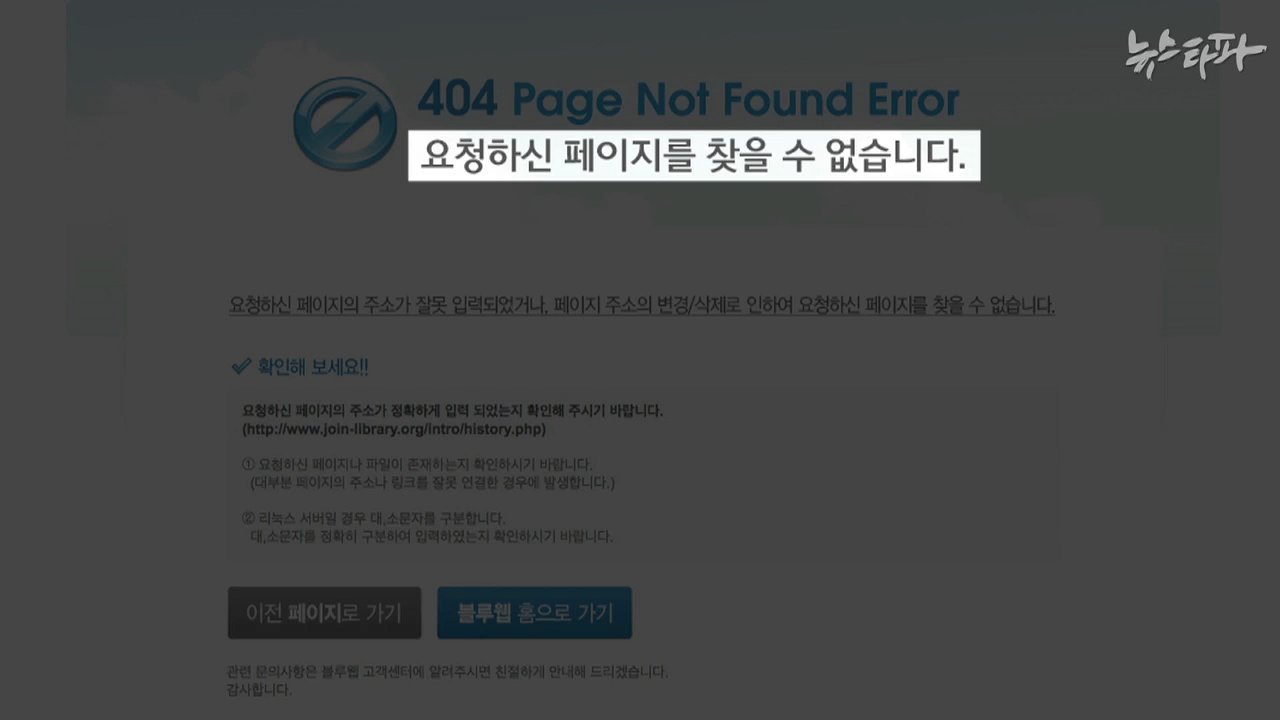 뉴스타파
404 Page Not Found Error
요청하신 페이지를 찾을 수 없습니다.
요청하신 페이지의 주소가 잘못 입력되었거나, 페이지 주소의 변경/삭제로 인하여 요청하신 페이지를 찾을 수 없습니다.
확인해 보세요!!
요청하신 페이지의 주소가 정확하게 입력 되었는지 확인해 주시기 바랍니다.
(http://www.join-library.org/intro/history.php)
① 요청하신 페이지나 파일이 존재하는지 확인하시기 바랍니다.
(대부분 페이지의 주소나 링크를 잘못 연결한 경우에 발생합니다.)
② 리눅스 서버일 경우 대,소문자를 구분합니다.
대,소문자를 정확히 구분하여 입력하였는지 확인하시기 바랍니다.
이전 페이지로 가기
블루웹 홈으로 가기
관련 문의사항은 블루웹 고객센터에 알려주시면 친절하게 안내해 드리겠습니다.
감사합니다.